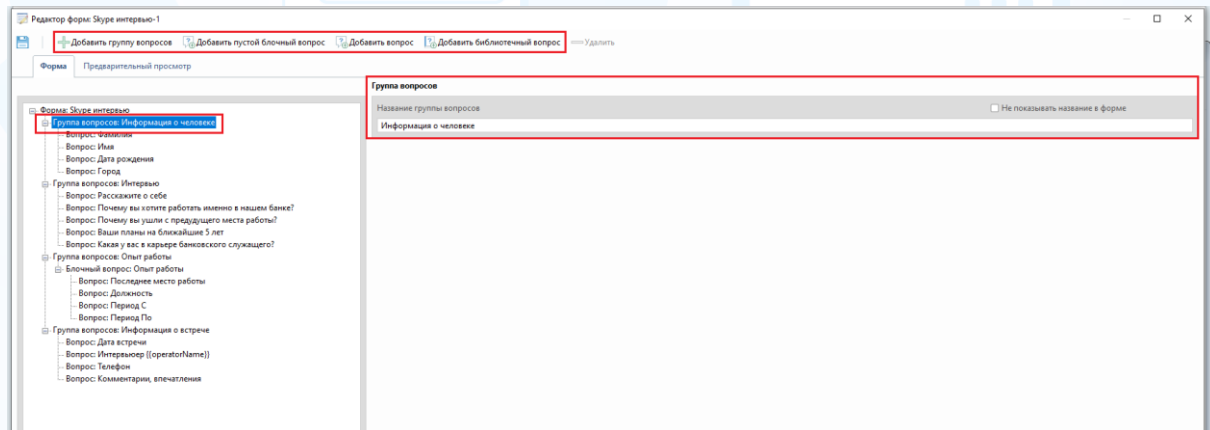 Редактор форм: Skype интервью-1
Добавить группу вопросов Добавить пустой блочный вопрос Добавить вопрос Добавить библиотечный вопрос Удалить
Форма Предварительный просмотр
Группа вопросов
Название группы вопросов Не показывать название в форме
Информация о человеке
Форма: Skype интервью
Группа вопросов: Информация о человеке
Вопрос: Фамилия
Вопрос: Имя
Вопрос: Дата рождения
Вопрос: Город
Группа вопросов: Интервью
Вопрос: Расскажите о себе
Вопрос: Почему вы хотите работать именно в нашем банке?
Вопрос: Почему вы ушли с предудущего места работы?
Вопрос: Ваши планы на ближайшие 5 лет
Вопрос: Какая у вас в карьере банковского служащего?
Группа вопросов: Опыт работы
Блочный вопрос: Опыт работы
Вопрос: Последнее место работы
Вопрос: Должность
Вопрос: Период С
Вопрос: Период По
Группа вопросов: Информация о встрече
Вопрос: Дата встречи
Вопрос: Интервьюер {{operatorName}}
Вопрос: Телефон
Вопрос: Комментарии, впечатления